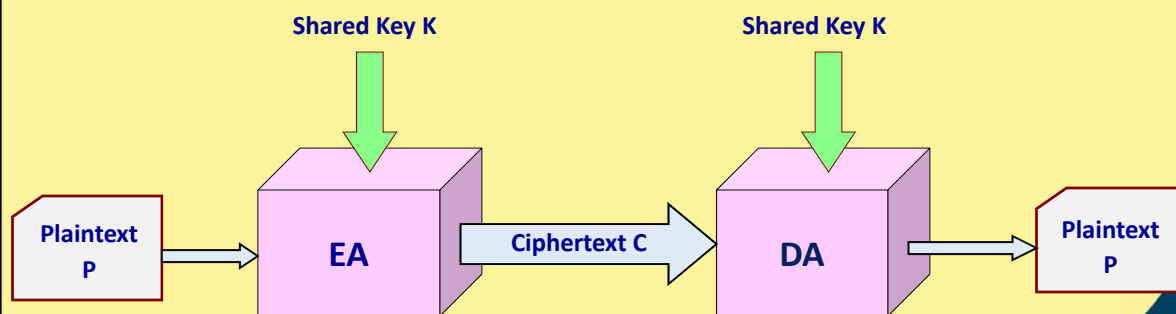 Shared Key K
Shared Key K
Plaintext
P
EA
Ciphertext C
DA
Plaintext
P